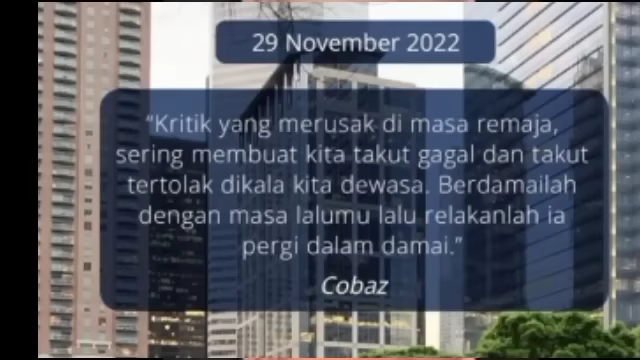 29 November 2022
“Kritik yang merusak di masa remaja,
sering membuat kita takut gagal dan takut
tertolak dikala kita dewasa. Berdamailah
dengan masa lalumu lalu relakanlah ia
pergi dalam damai.”
Cobaz